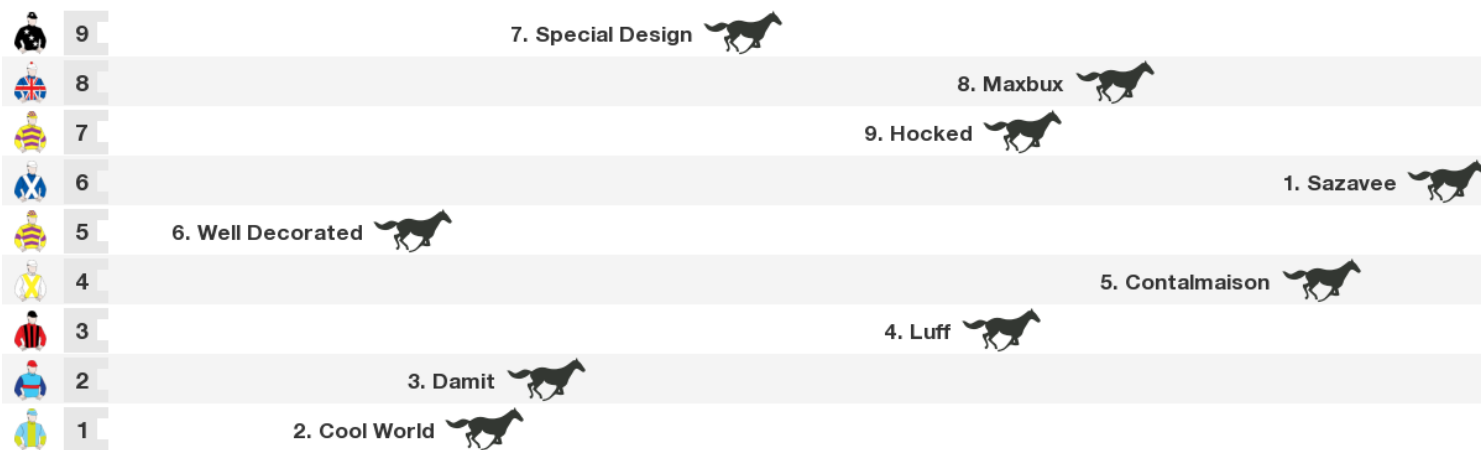 9 7. Special Design
8 8. Maxbux
7 9. Hocked
6 1. Sazavee
5 6. Well Decorated
4 5. Contalmaison
3 4. Luff
2 3. Damit
1 2. Cool World